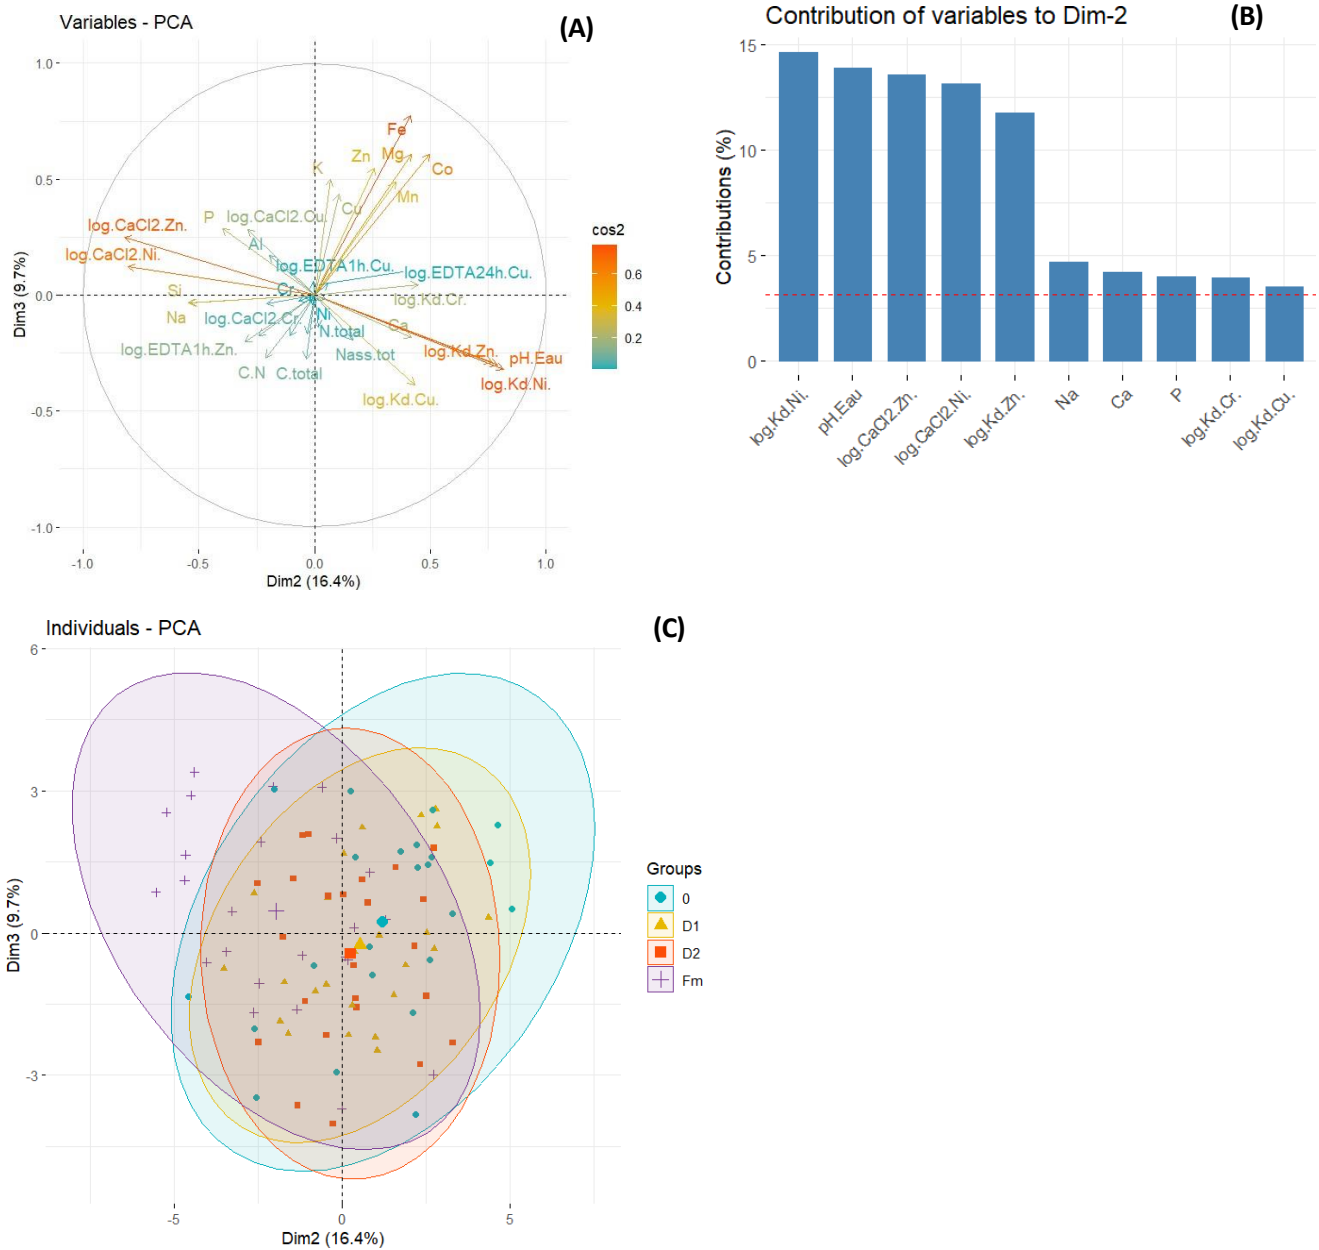 Variables - PCA
(A)
1.0
0.5
0.0
-0.5
-1.0
Dim3 (9.7%)
Fe
Zn
Mg
K
Co
Mn
Cu
P
log.CaCl2.Cu.
log.CaCl2.Zn.
Al
log.CaCl2.Ni.
log.EDTA1h.Cu.
log.EDTA24h.Cu.
Si
Cr
log.Kd.Cr.
Na
log.CaCl2.Cr.
Ni
Ca
N.total
log.EDTA1h.Zn.
Nass.tot
log.Kd.Zn.
pH.Eau
C.N
C.total
log.Kd.Ni.
log.Kd.Cu.
-1.0
-0.5
0.0
0.5
1.0
Dim2 (16.4%)
cos2
0.6
0.4
0.2
Contribution of variables to Dim-2
(B)
15
10
5
0
Contributions (%)
log.Kd.Ni.
pH.Eau
log.CaCl2.Zn.
log.CaCl2.Ni.
log.Kd.Zn.
Na
Ca
P
log.Kd.Cr.
log.Kd.Cu.
Individuals - PCA
(C)
6
3
0
-3
Dim3 (9.7%)
-5
0
5
Dim2 (16.4%)
Groups
0
D1
D2
Fm